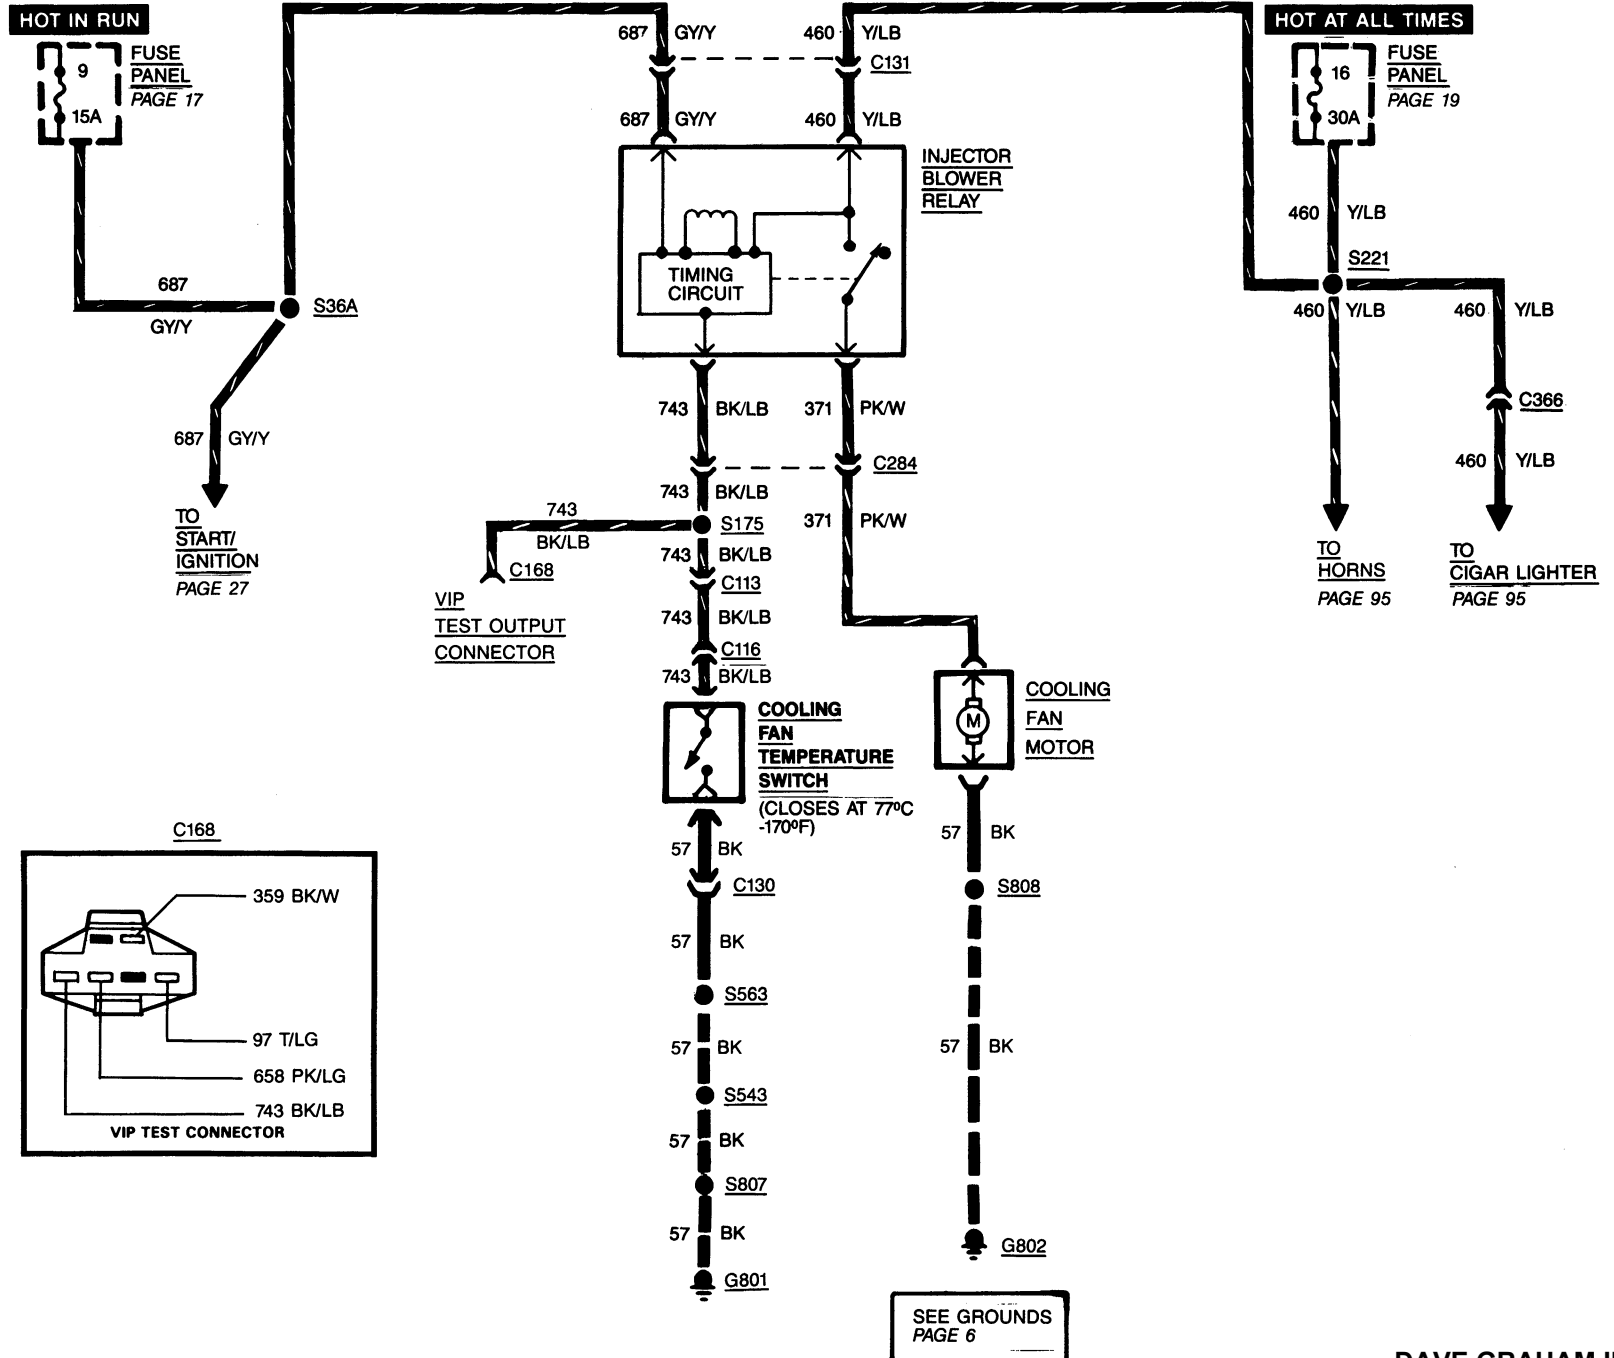 HOT IN RUN
9
15A
FUSE
PANEL
PAGE 17
687
GY/Y
S36A
687 GY/Y
TO
START/
IGNITION
PAGE 27
687 GY/Y
460 Y/LB
C131
687 GY/Y
460 Y/LB
INJECTOR
BLOWER
RELAY
TIMING
CIRCUIT
HOT AT ALL TIMES
16
30A
FUSE
PANEL
PAGE 19
460 Y/LB
S221
460 Y/LB
460 Y/LB
C366
460 Y/LB
TO
HORNS
PAGE 95
TO
CIGAR LIGHTER
PAGE 95
743 BK/LB
371 PK/W
C284
743 BK/LB
371 PK/W
743
BK/LB
S175
C168
VIP
TEST OUTPUT
CONNECTOR
743 BK/LB
C113
743 BK/LB
C116
743 BK/LB
COOLING
FAN
TEMPERATURE
SWITCH
(CLOSES AT 77ºC
-170ºF)
M
COOLING
FAN
MOTOR
57 BK
C130
57 BK
S563
57 BK
S543
57 BK
S807
57 BK
G801
57 BK
S808
57 BK
G802
C168
359 BK/W
97 T/LG
658 PK/LG
743 BK/LB
VIP TEST CONNECTOR
SEE GROUNDS
PAGE 6
DAVE GRAHAM